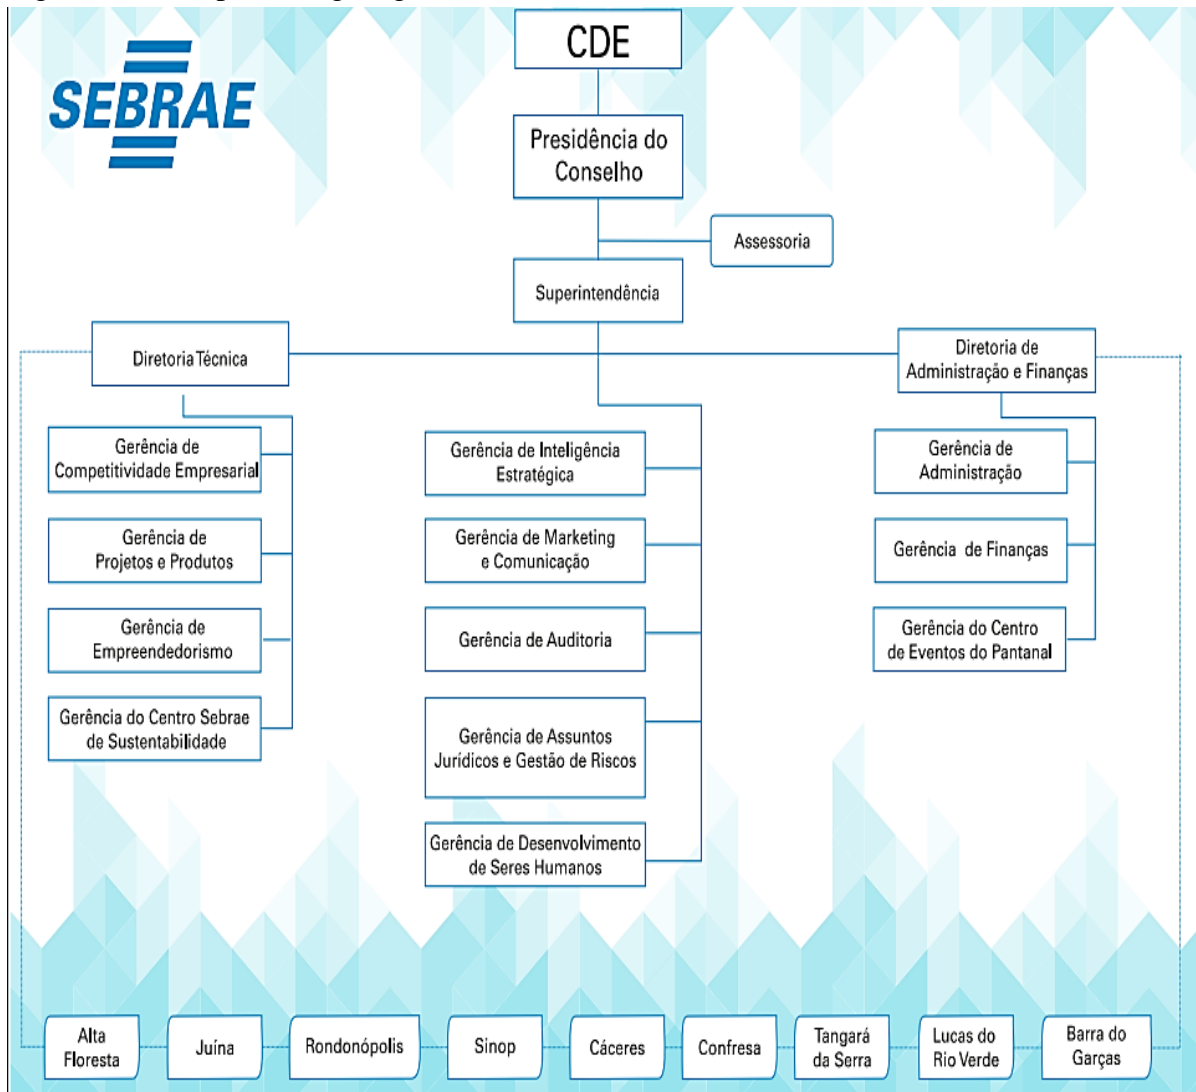 CDE
SEBRAE
Presidência do
Conselho
Assessoria
Superintendência
Diretoria Técnica
Diretoria de
Administração e Finanças
Gerência de
Competitividade Empresarial
Gerência de
Projetos e Produtos
Gerência de
Empreendedorismo
Gerência do Centro Sebrae
de Sustentabilidade
Gerência de Inteligência
Estratégica
Gerência de Marketing
e Comunicação
Gerência de Auditoria
Gerência de Assuntos
Jurídicos e Gestão de Riscos
Gerência de Desenvolvimento
de Seres Humanos
Gerência de
Administração
Gerência de Finanças
Gerência do Centro
de Eventos do Pantanal
Alta
Floresta
Juína
Rondonópolis
Sinop
Cáceres
Confresa
Tangará
da Serra
Lucas do
Rio Verde
Barra do
Garças